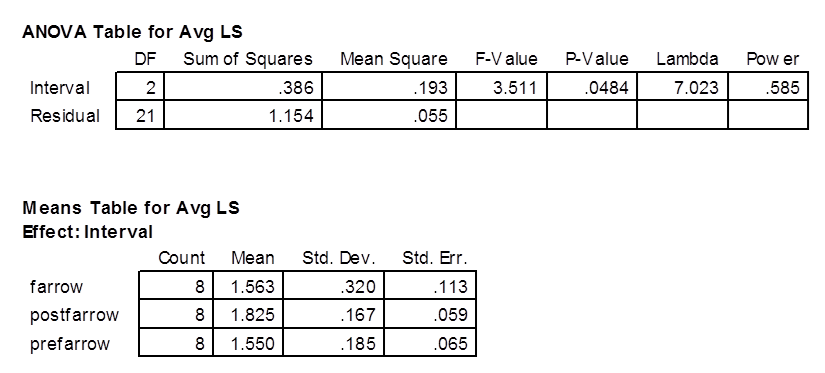 ANOVA Table for Avg LS
DF Sum of Squares Mean Square F-Value P-Value Lambda Power
Interval 2 .386 .193 3.511 .0484 7.023 .585
Residual 21 1.154 .055
Means Table for Avg LS
Effect: Interval
Count Mean Std. Dev. Std. Err.
farrow 8 1.563 .320 .113
postfarrow 8 1.825 .167 .059
prefarrow 8 1.550 .185 .065